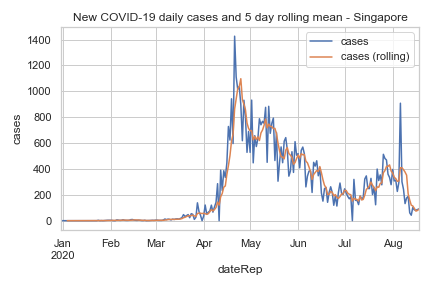 New COVID-19 daily cases and 5 day rolling mean - Singapore
cases
cases (rolling)
1400
1200
1000
800
600
400
200
0
cases
Jan
2020
Feb
Mar
Apr
May
Jun
Jul
Aug
dateRep